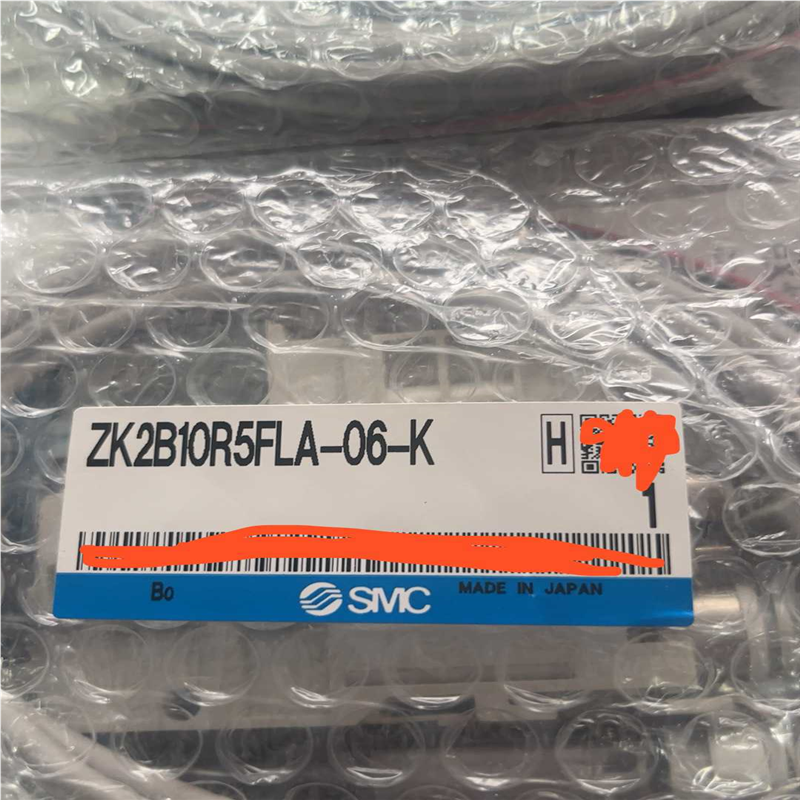 ZK2B10R5FLA-06-K
H
1
Bo
SMC
MADE IN JAPAN